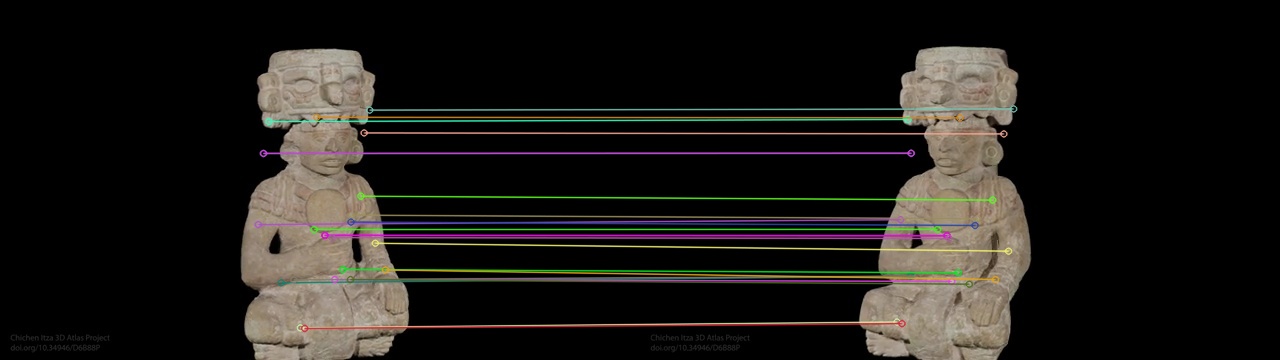 Chichen Itza 3D Atlas Project
doi.org/10.34946/D6B88P
Chichen Itza 3D Atlas Project
doi.org/10.34946/D6B88P